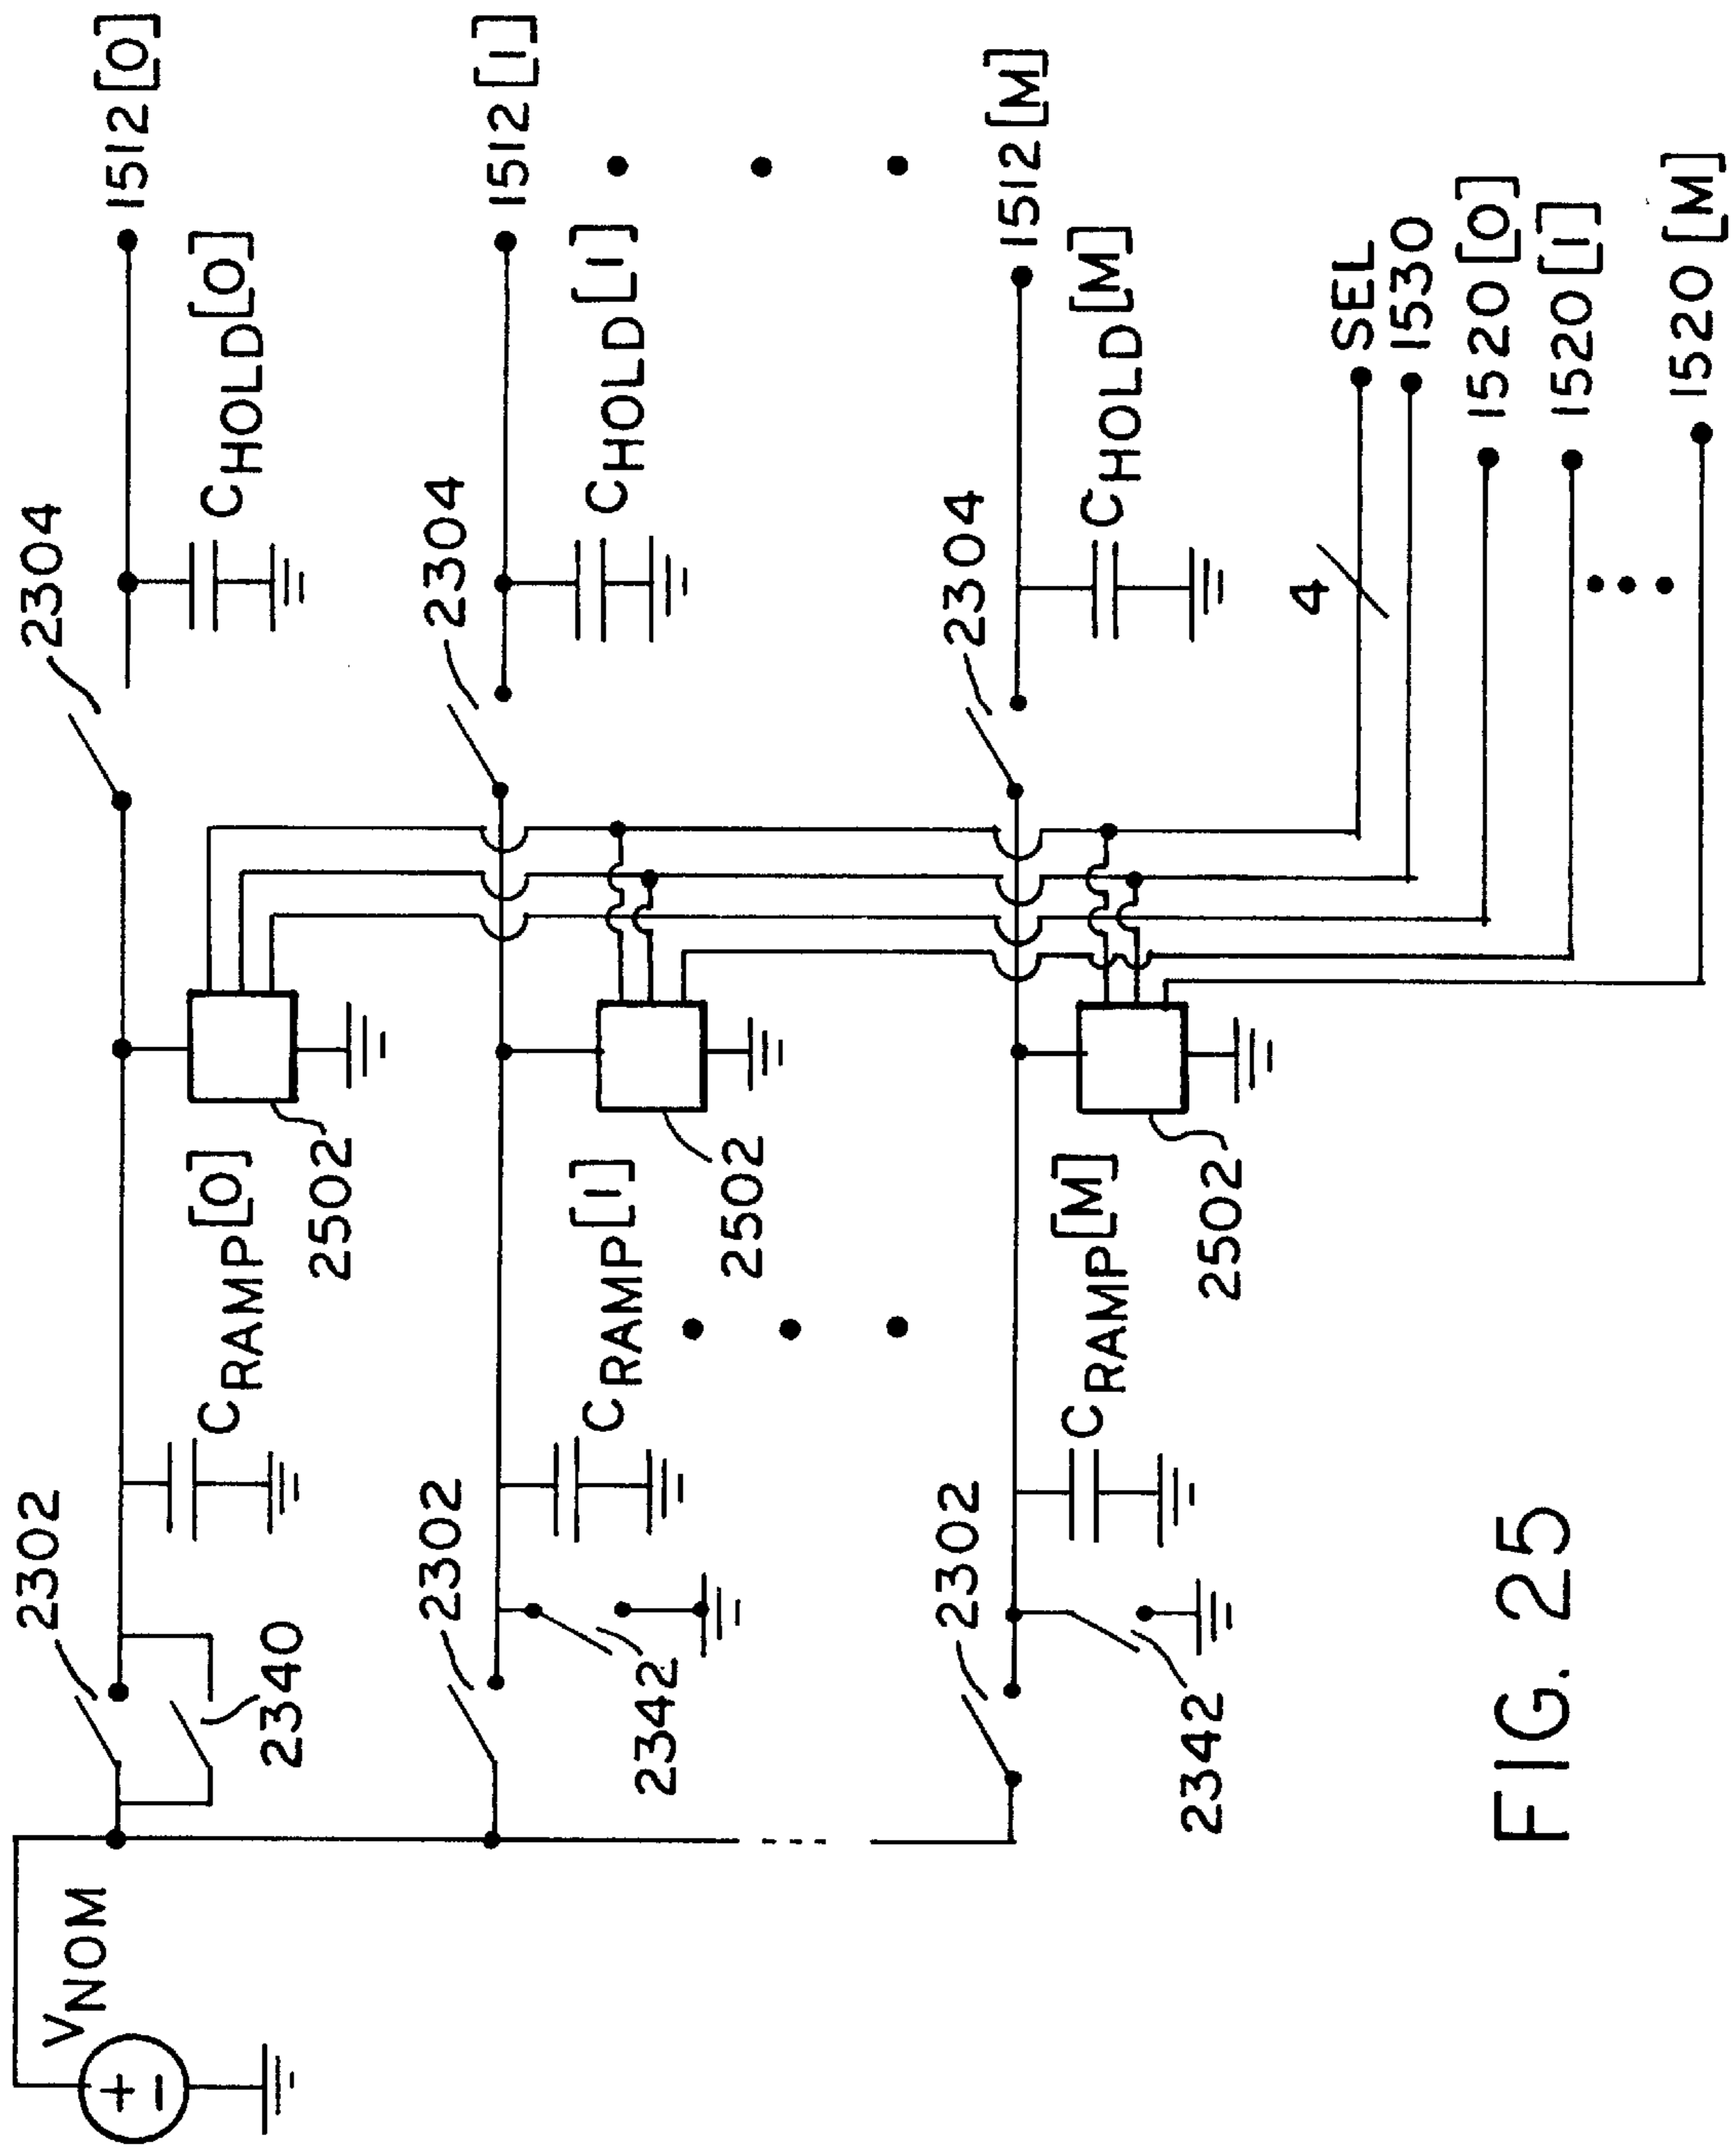 VNOM
2302
2340
CRAMP[0]
2502
2304
CHOLD[0]
1512[0]
2302
2342
CRAMP[1]
2502
2304
CHOLD[1]
1512[1]
2302
2342
CRAMP[M]
2502
2304
CHOLD[M]
1512[M]
4
SEL
1530
1520[0]
1520[1]
1520[M]
FIG. 25